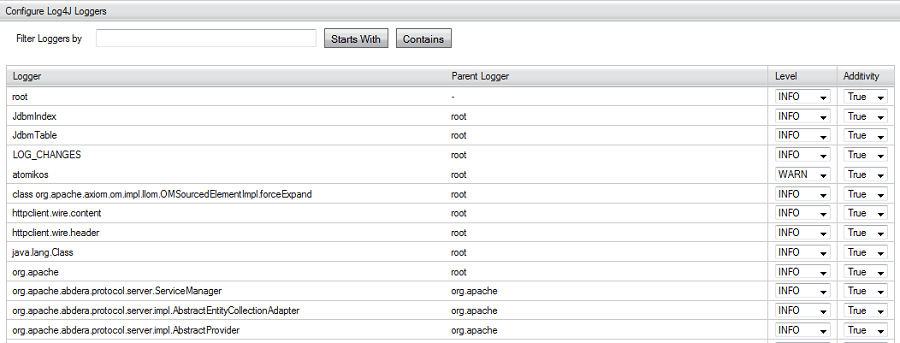 Configure Log4J Loggers
Filter Loggers by Starts With Contains
Logger Parent Logger Level Additivity
root - INFO True
JdbmIndex root INFO True
JdbmTable root INFO True
LOG_CHANGES root INFO True
atomikos root WARN True
class org.apache.axiom.om.impl.llom.OMSourcedElementImpl.forceExpand root INFO True
httpclient.wire.content root INFO True
httpclient.wire.header root INFO True
java.lang.Class root INFO True
org.apache root INFO True
org.apache.abdera.protocol.server.ServiceManager org.apache INFO True
org.apache.abdera.protocol.server.impl.AbstractEntityCollectionAdapter org.apache INFO True
org.apache.abdera.protocol.server.impl.AbstractProvider org.apache INFO True